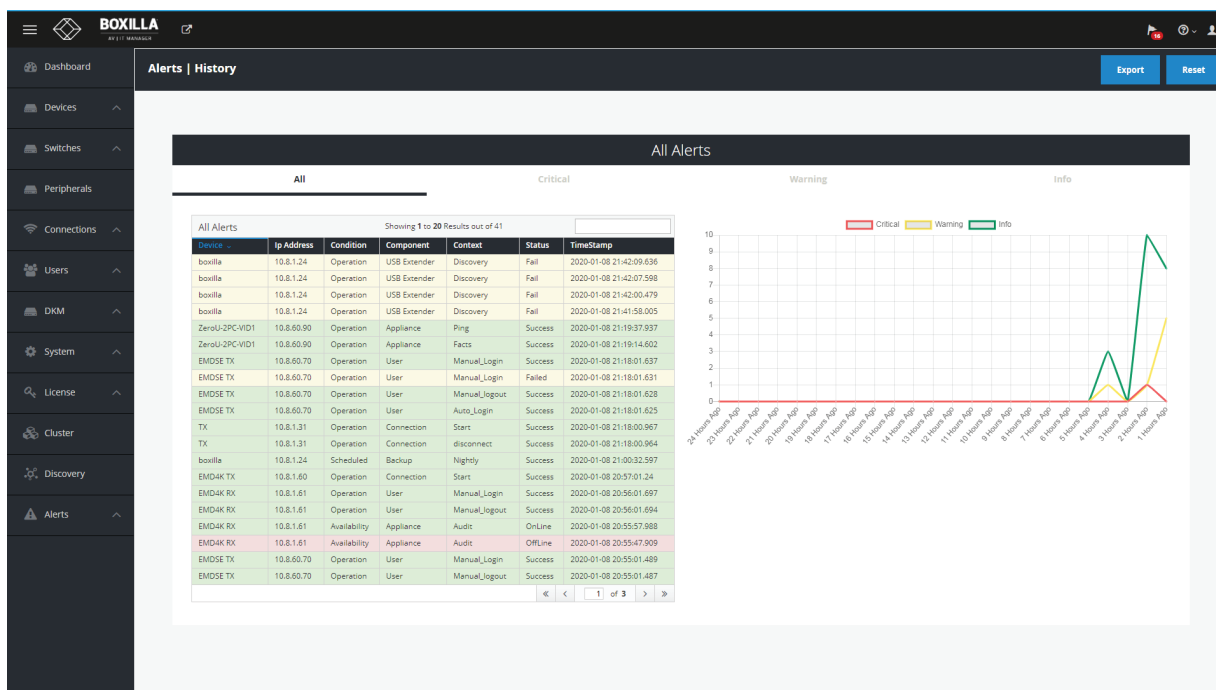 BOXILLA
AV | IT MANAGER
16
Dashboard
Devices
Switches
Peripherals
Connections
Users
DKM
System
License
Cluster
Discovery
Alerts
Alerts | History
Export
Reset
All Alerts
All Critical Warning Info
All Alerts Showing 1 to 20 Results out of 41
Device Ip Address Condition Component Context Status TimeStamp
boxilla 10.8.1.24 Operation USB Extender Discovery Fail 2020-01-08 21:42:09.636
boxilla 10.8.1.24 Operation USB Extender Discovery Fail 2020-01-08 21:42:07.598
boxilla 10.8.1.24 Operation USB Extender Discovery Fail 2020-01-08 21:42:00.479
boxilla 10.8.1.24 Operation USB Extender Discovery Fail 2020-01-08 21:41:58.005
ZeroU-2PC-VID1 10.8.60.90 Operation Appliance Ping Success 2020-01-08 21:19:37.937
ZeroU-2PC-VID1 10.8.60.90 Operation Appliance Facts Success 2020-01-08 21:19:14.602
EMDSE TX 10.8.60.70 Operation User Manual_Login Success 2020-01-08 21:18:01.637
EMDSE TX 10.8.60.70 Operation User Manual_Login Failed 2020-01-08 21:18:01.631
EMDSE TX 10.8.60.70 Operation User Manual_logout Success 2020-01-08 21:18:01.628
EMDSE TX 10.8.60.70 Operation User Auto_Login Success 2020-01-08 21:18:01.625
TX 10.8.1.31 Operation Connection Start Success 2020-01-08 21:18:00.967
TX 10.8.1.31 Operation Connection disconnect Success 2020-01-08 21:18:00.964
boxilla 10.8.1.24 Scheduled Backup Nightly Success 2020-01-08 21:00:32.597
EMD4K TX 10.8.1.60 Operation Connection Start Success 2020-01-08 20:57:01.24
EMD4K RX 10.8.1.61 Operation User Manual_Login Success 2020-01-08 20:56:01.697
EMD4K RX 10.8.1.61 Operation User Manual_logout Success 2020-01-08 20:56:01.694
EMD4K RX 10.8.1.61 Availability Appliance Audit OnLine 2020-01-08 20:55:57.988
EMD4K RX 10.8.1.61 Availability Appliance Audit OffLine 2020-01-08 20:55:47.909
EMDSE TX 10.8.60.70 Operation User Manual_Login Success 2020-01-08 20:55:01.489
EMDSE TX 10.8.60.70 Operation User Manual_logout Success 2020-01-08 20:55:01.487
1 of 3
Critical Warning Info
10
9
8
7
6
5
4
3
2
1
0
24 Hours Ago
23 Hours Ago
22 Hours Ago
21 Hours Ago
20 Hours Ago
19 Hours Ago
18 Hours Ago
17 Hours Ago
16 Hours Ago
15 Hours Ago
14 Hours Ago
13 Hours Ago
12 Hours Ago
11 Hours Ago
10 Hours Ago
9 Hours Ago
8 Hours Ago
7 Hours Ago
6 Hours Ago
5 Hours Ago
4 Hours Ago
3 Hours Ago
2 Hours Ago
1 Hours Ago